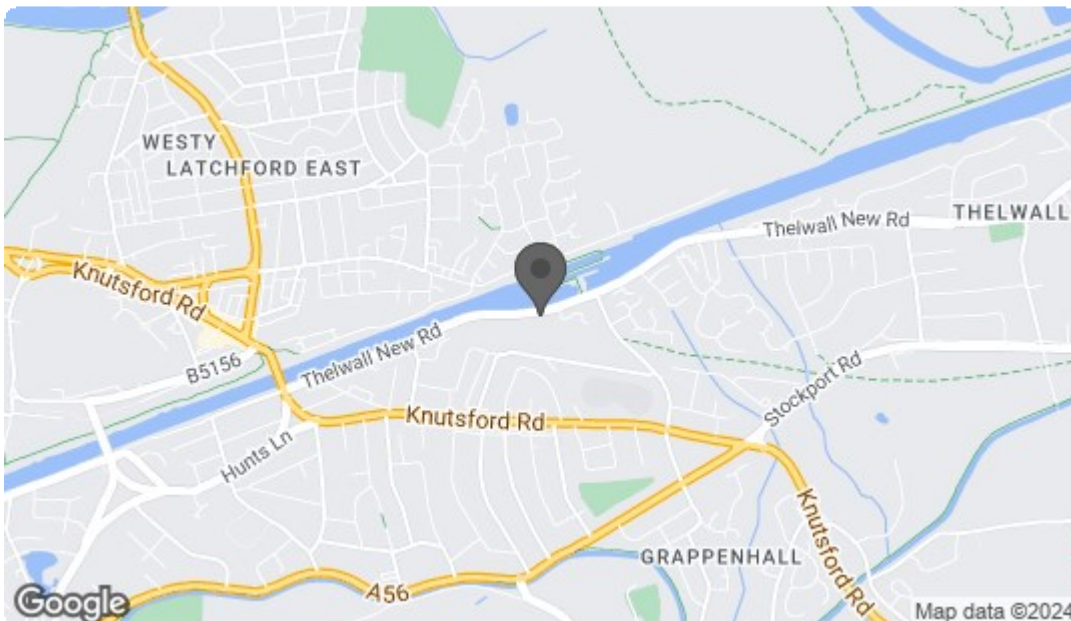 WESTY
LATCHFORD EAST
THELWALL
Thelwall New Rd
Knutsford Rd
B5156
Thelwall New Rd
Stockport Rd
Knutsford Rd
Hunts Ln
Knutsford Rd
GRAPPENHALL
A56
Google
Map data ©2024